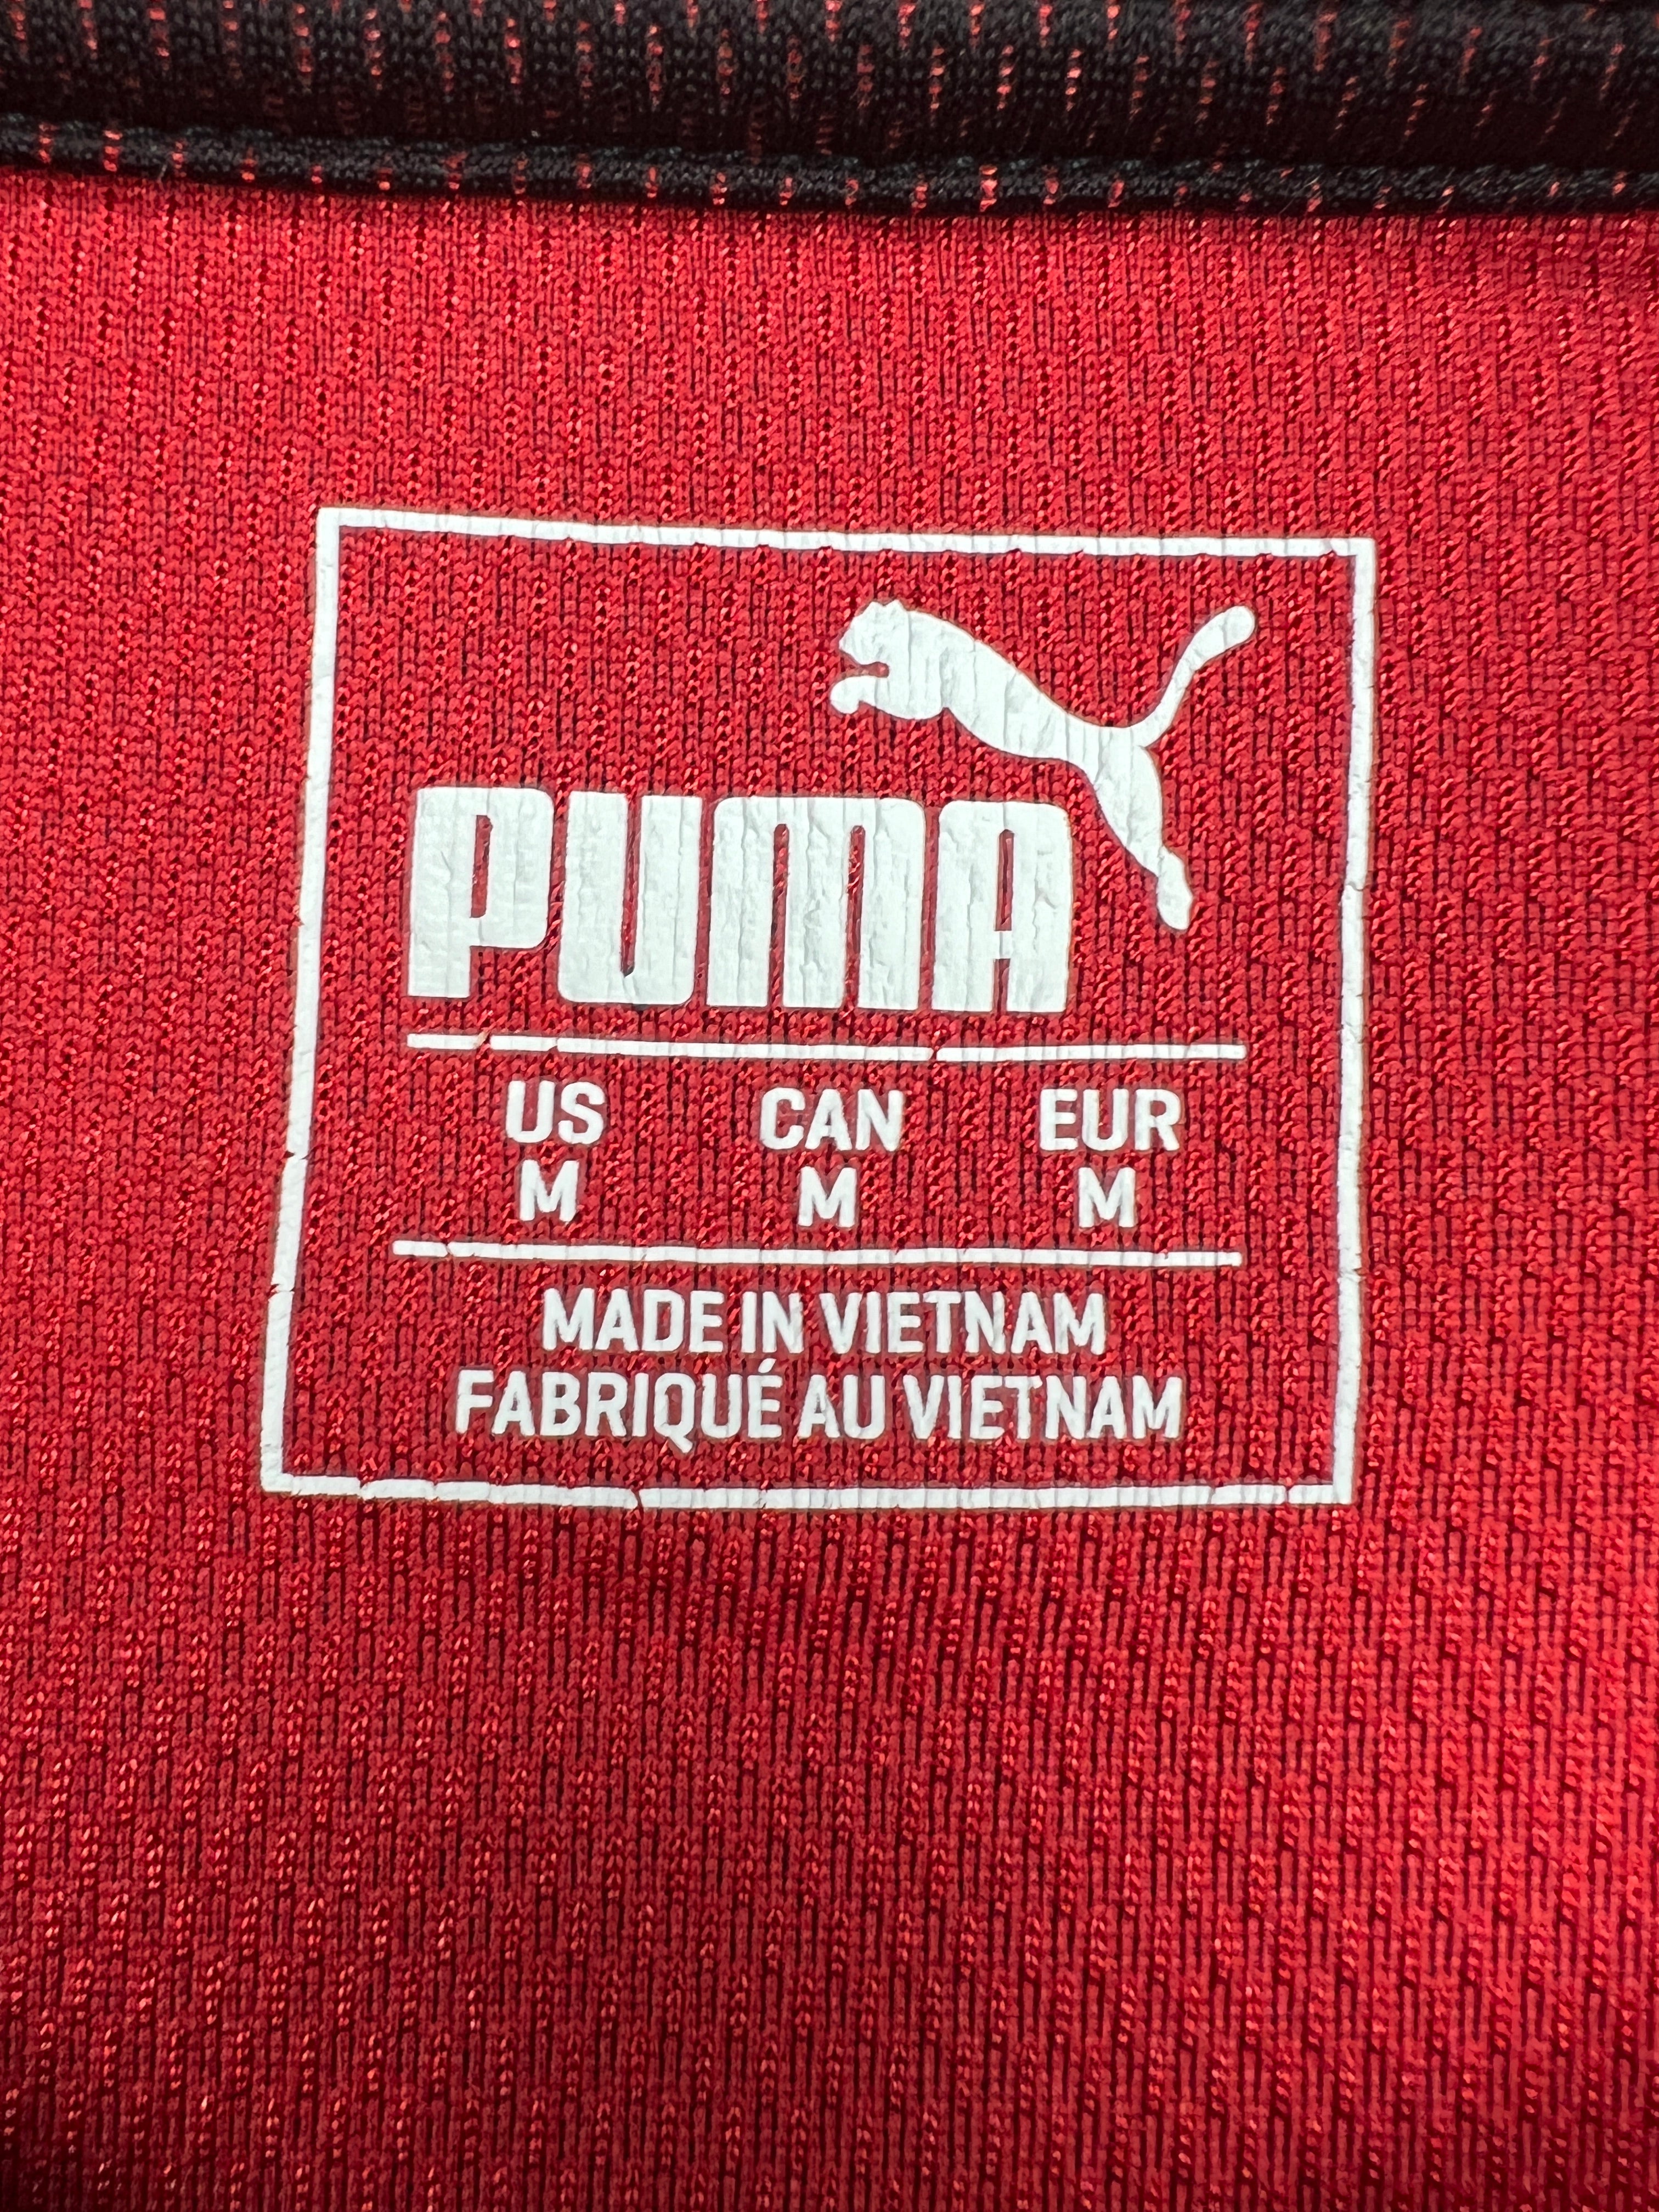 PUMA
US CAN EUR
M M M
MADE IN VIETNAM
FABRIQUÉ AU VIETNAM